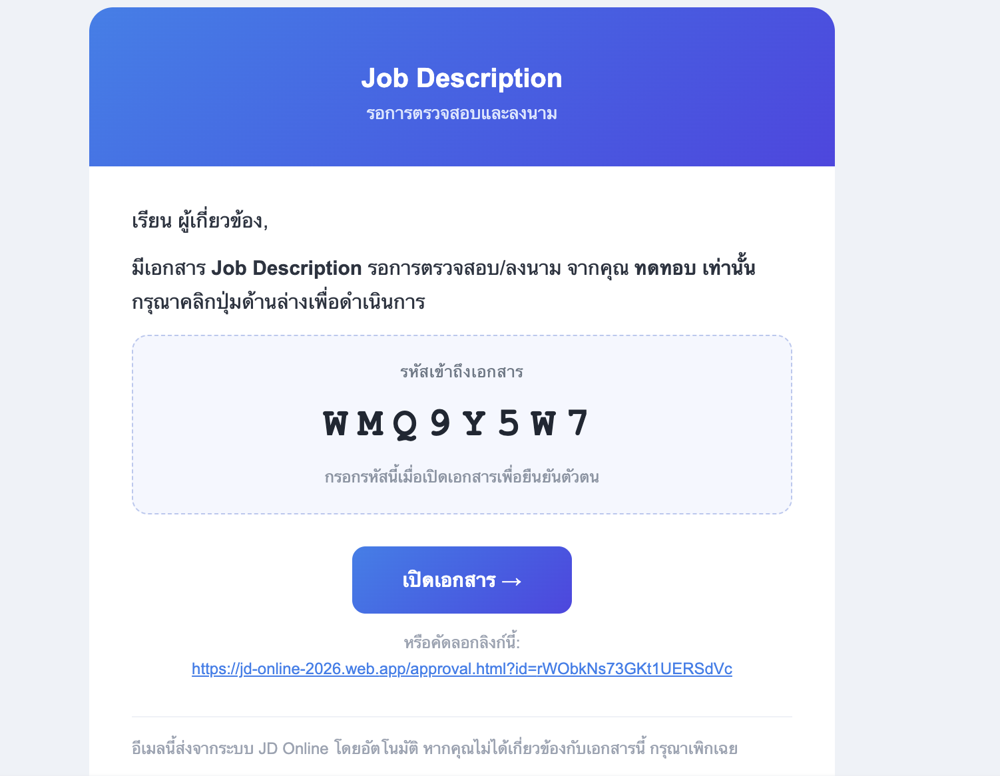 Job Description
รอการตรวจสอบและลงนาม
เรียน ผู้เกี่ยวข้อง,
มีเอกสาร Job Description รอการตรวจสอบ/ลงนาม จากคุณ ทดทอบ เท่านั้น
กรุณาคลิกปุ่มด้านล่างเพื่อดำเนินการ
รหัสเข้าถึงเอกสาร
WMQ9Y5W7
กรอกรหัสนี้เมื่อเปิดเอกสารเพื่อยืนยันตัวตน
เปิดเอกสาร →
หรือคัดลอกลิงก์นี้:
https://jd-online-2026.web.app/approval.html?id=rWObkNs73GKt1UERSdVc
อีเมลนี้ส่งจากระบบ JD Online โดยอัตโนมัติ หากคุณไม่ได้เกี่ยวข้องกับเอกสารนี้ กรุณาเพิกเฉย